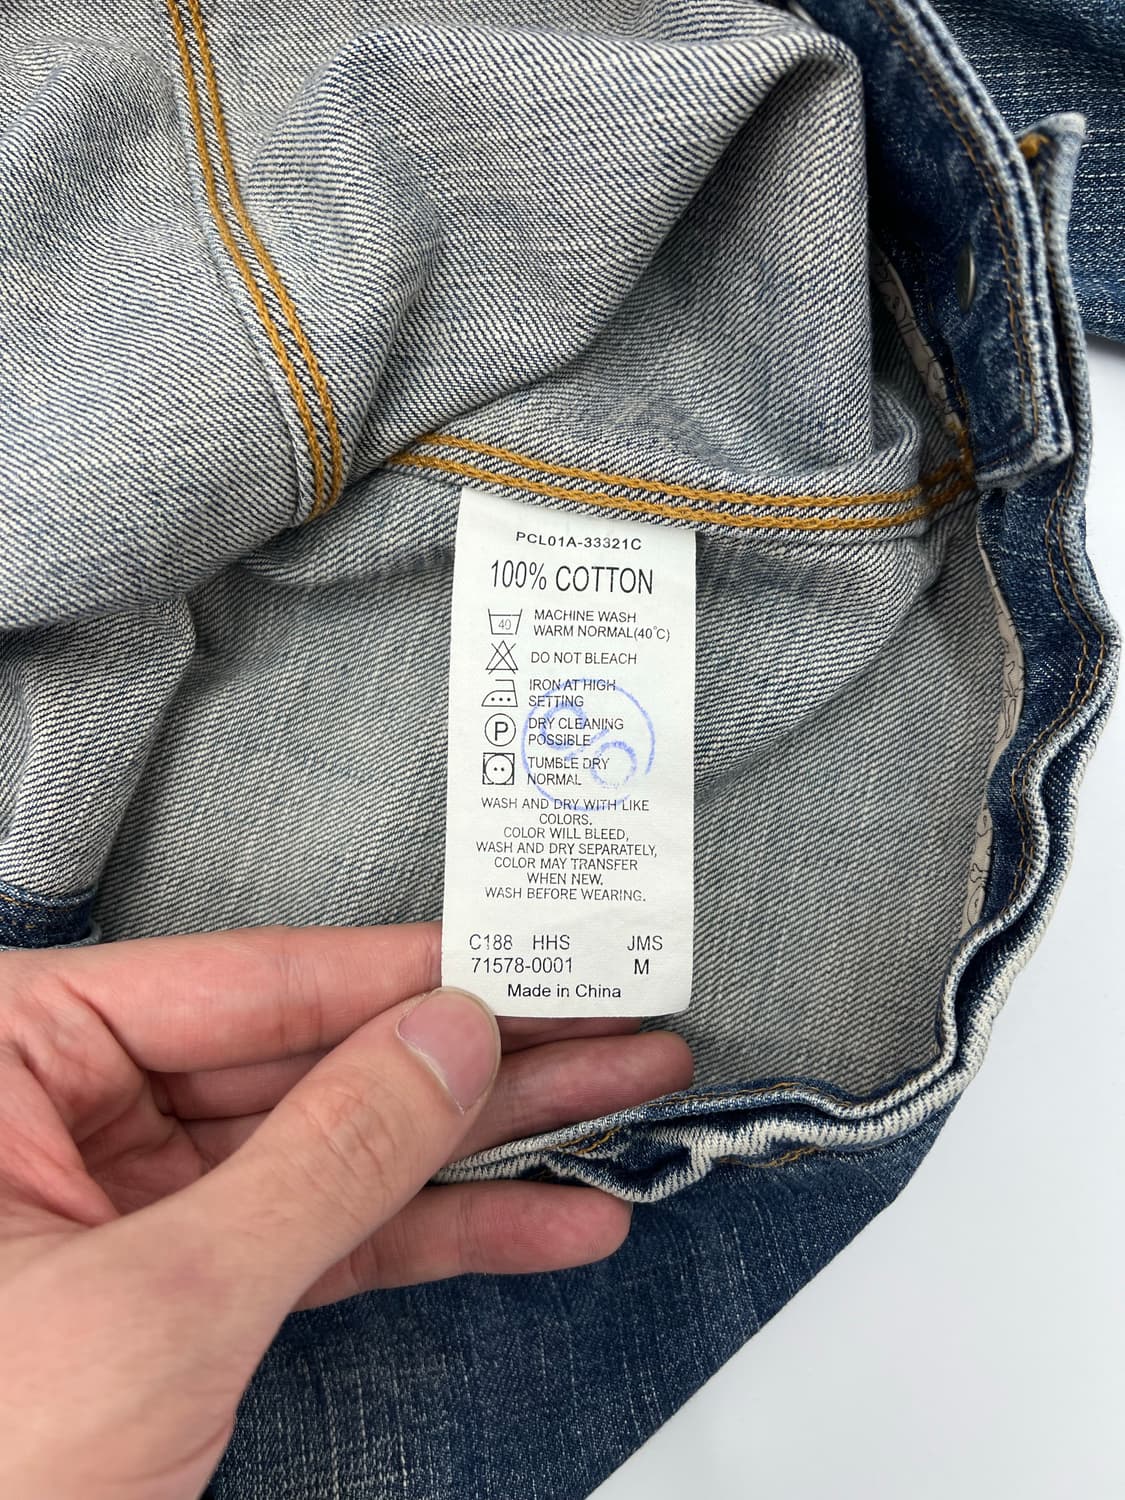 PCL01A-33321C
100% COTTON
40
MACHINE WASH
WARM NORMAL(40°C)
DO NOT BLEACH
IRON AT HIGH
SETTING
P
DRY CLEANING
POSSIBLE
TUMBLE DRY
NORMAL
WASH AND DRY WITH LIKE
COLORS.
COLOR WILL BLEED,
WASH AND DRY SEPARATELY,
COLOR MAY TRANSFER
WHEN NEW.
WASH BEFORE WEARING.
C188 HHS JMS
71578-0001 M
Made in China